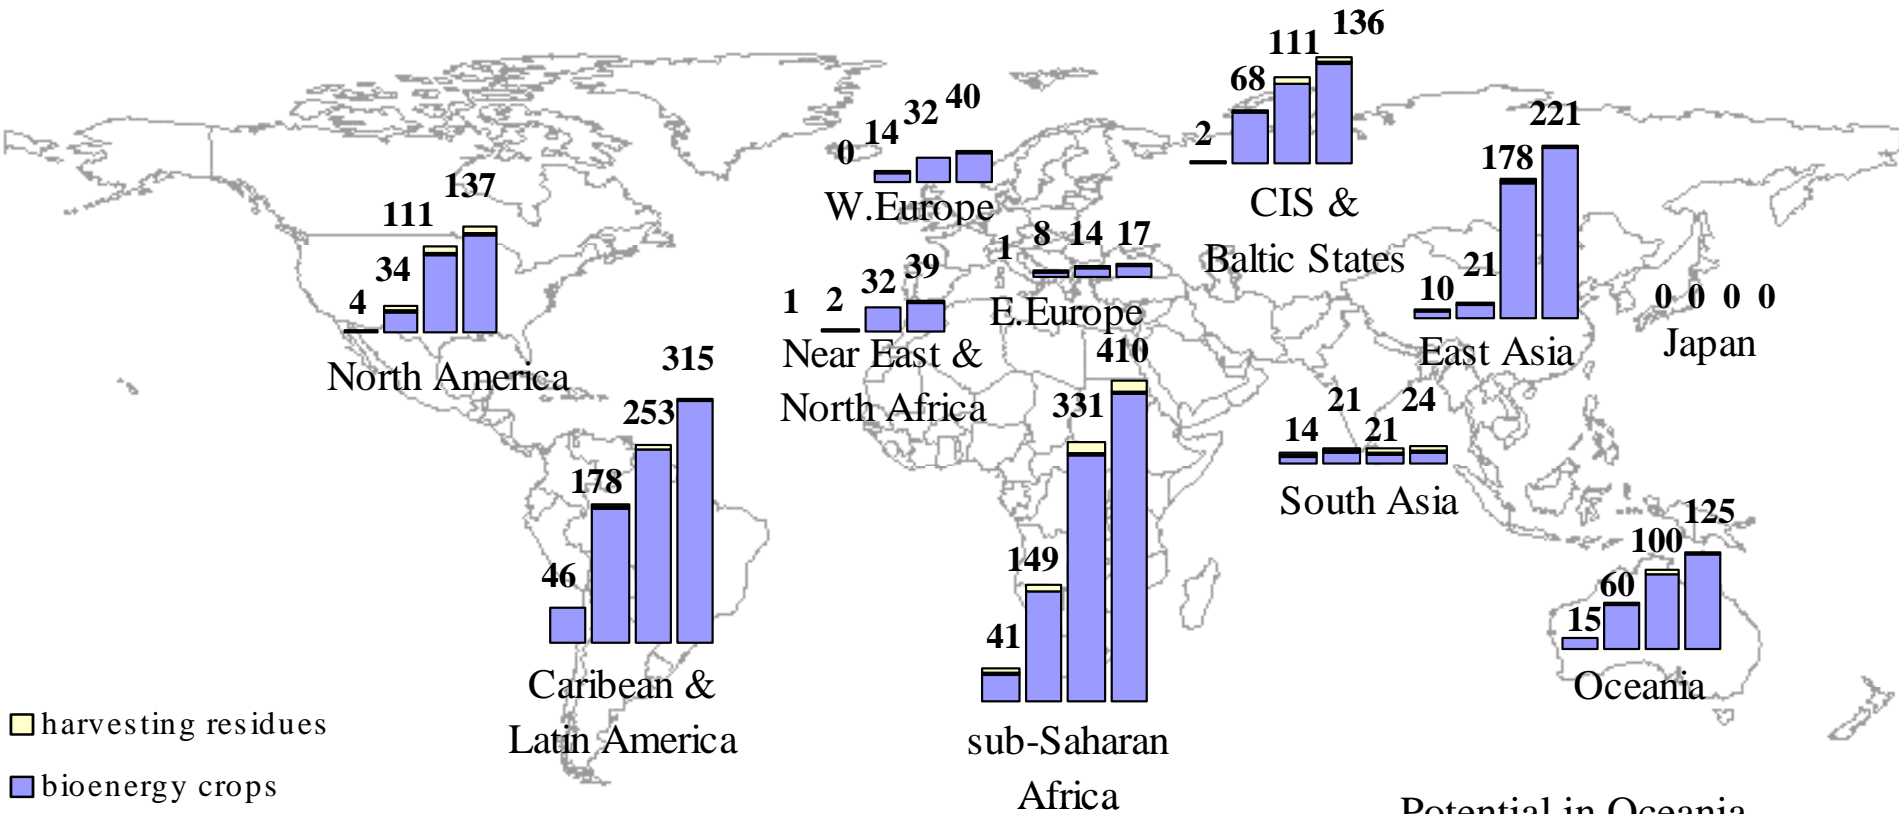 0 14 32 40
W.Europe
2 68 111 136
CIS &
Baltic States
4 34 111 137
North America
1 8 14 17
E.Europe
1 2 32 39
Near East &
North Africa
10 21 178 221
East Asia
0 0 0 0
Japan
46 178 253 315
Caribean &
Latin America
41 149 331 410
sub-Saharan
Africa
14 21 21 24
South Asia
15 60 100 125
Oceania
harvesting residues
bioenergy crops
Potential in Oceania